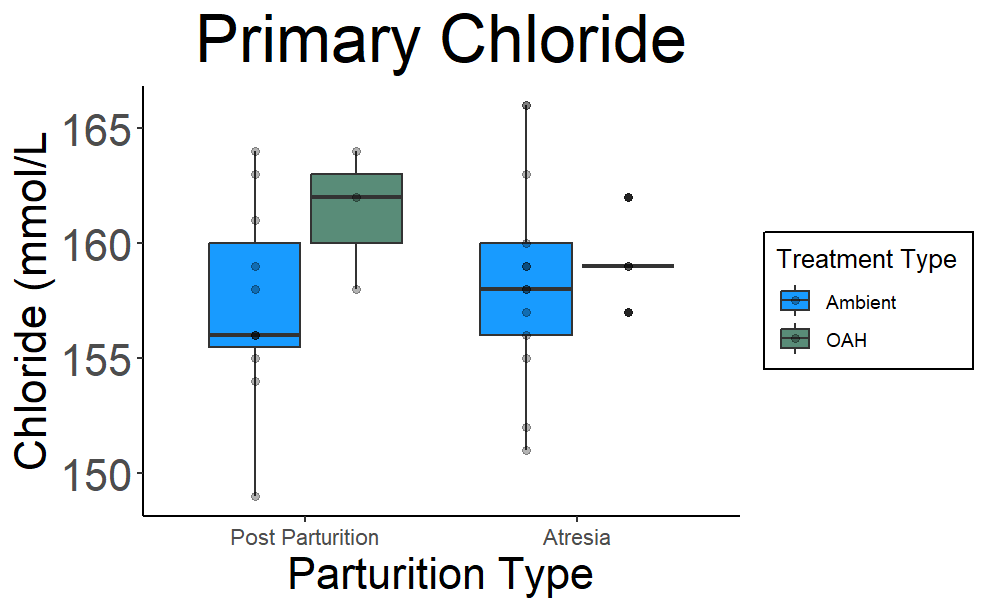 Primary Chloride
Chloride (mmol/L
165
160
155
150
Post Parturition
Atresia
Parturition Type
Treatment Type
Ambient
OAH